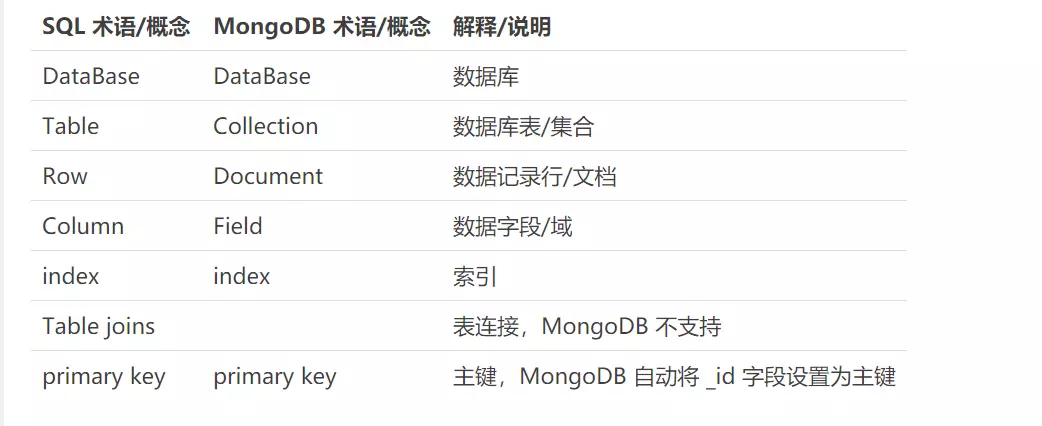 SQL 术语/概念 MongoDB 术语/概念 解释/说明
DataBase DataBase 数据库
Table Collection 数据库表/集合
Row Document 数据记录行/文档
Column Field 数据字段/域
index index 索引
Table joins 表连接，MongoDB 不支持
primary key primary key 主键，MongoDB 自动将 _id 字段设置为主键